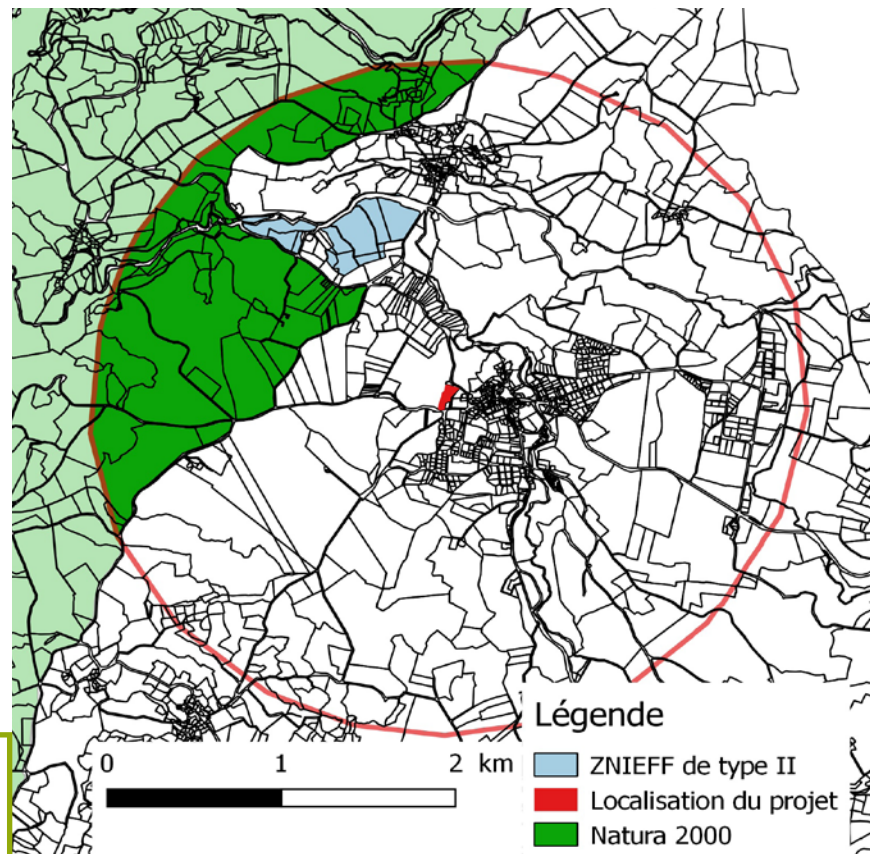 0 1 2 km
Légende
ZNIEFF de type II
Localisation du projet
Natura 2000